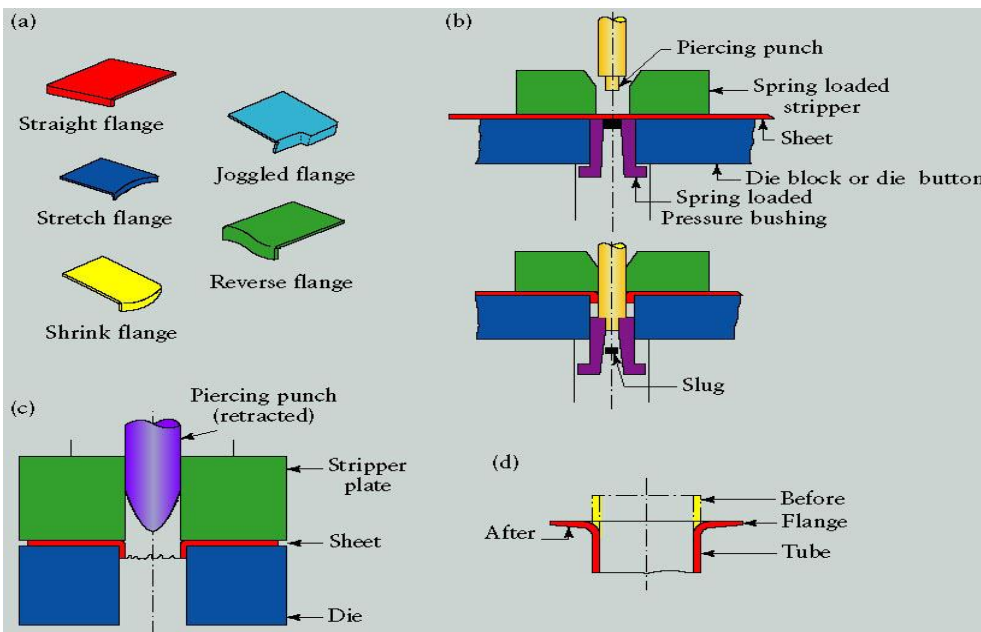 (a)
Straight flange
Stretch flange
Shrink flange
Joggled flange
Reverse flange
(b)
Piercing punch
Spring loaded
stripper
Sheet
Die block or die button
Spring loaded
Pressure bushing
Slug
(c)
Piercing punch
(retracted)
Stripper
plate
Sheet
Die
(d)
Before
Flange
After
Tube